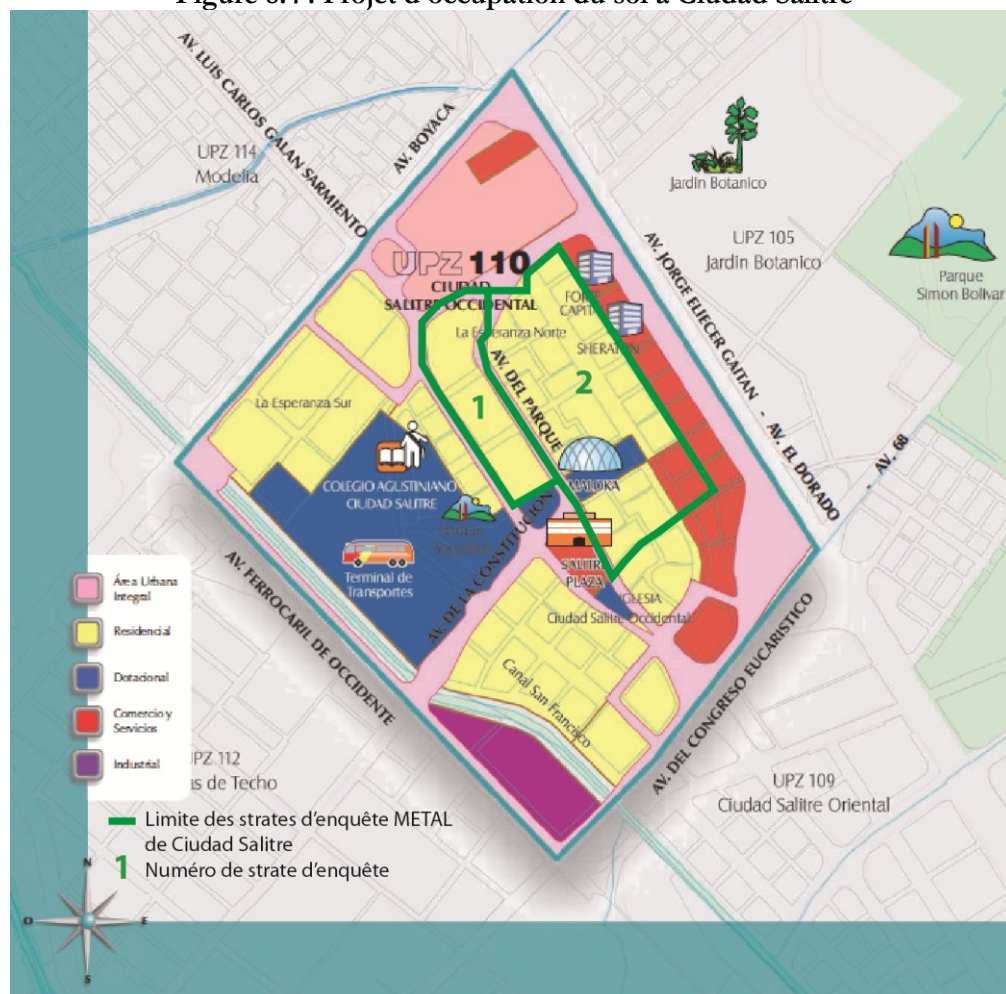 Figure 6.4 : Projet d'occupation du sol à Ciudad Salitre
AV. LUIS CARLOS GALAN SARMIENTO
AV. BOYACA
UPZ 114
Modelia
Jardin Botanico
UPZ 105
Jardin Botanico
Parque
Simon Bolivar
AV. JORGE ELIECER GAITAN - AV. EL DORADO - AV. 68
UPZ 110
CIUDAD
SALITRE OCCIDENTAL
La Esperanza Norte
SHERATON
AV. DEL PARQUE
1
2
La Esperanza Sur
COLEGIO AGUSTINIANO
CIUDAD SALITRE
MALOKA
Terminal de
Transportes
SALITRE
PLAZA
IGLESIA
Ciudad Salitre Occidental
AV. DE LA CONSTITUCION
AV. FERROCARIL DE OCCIDENTE
Canal San Francisco
AV. DEL CONGRESO EUCARISTICO
UPZ 109
Ciudad Salitre Oriental
UPZ 112
as de Techo
Área Urbana
Integral
Residencial
Dotacional
Comercio y
Servicios
Industrial
Limite des strates d'enquête METAL
de Ciudad Salitre
1 Numéro de strate d'enquête
N
O
E
S